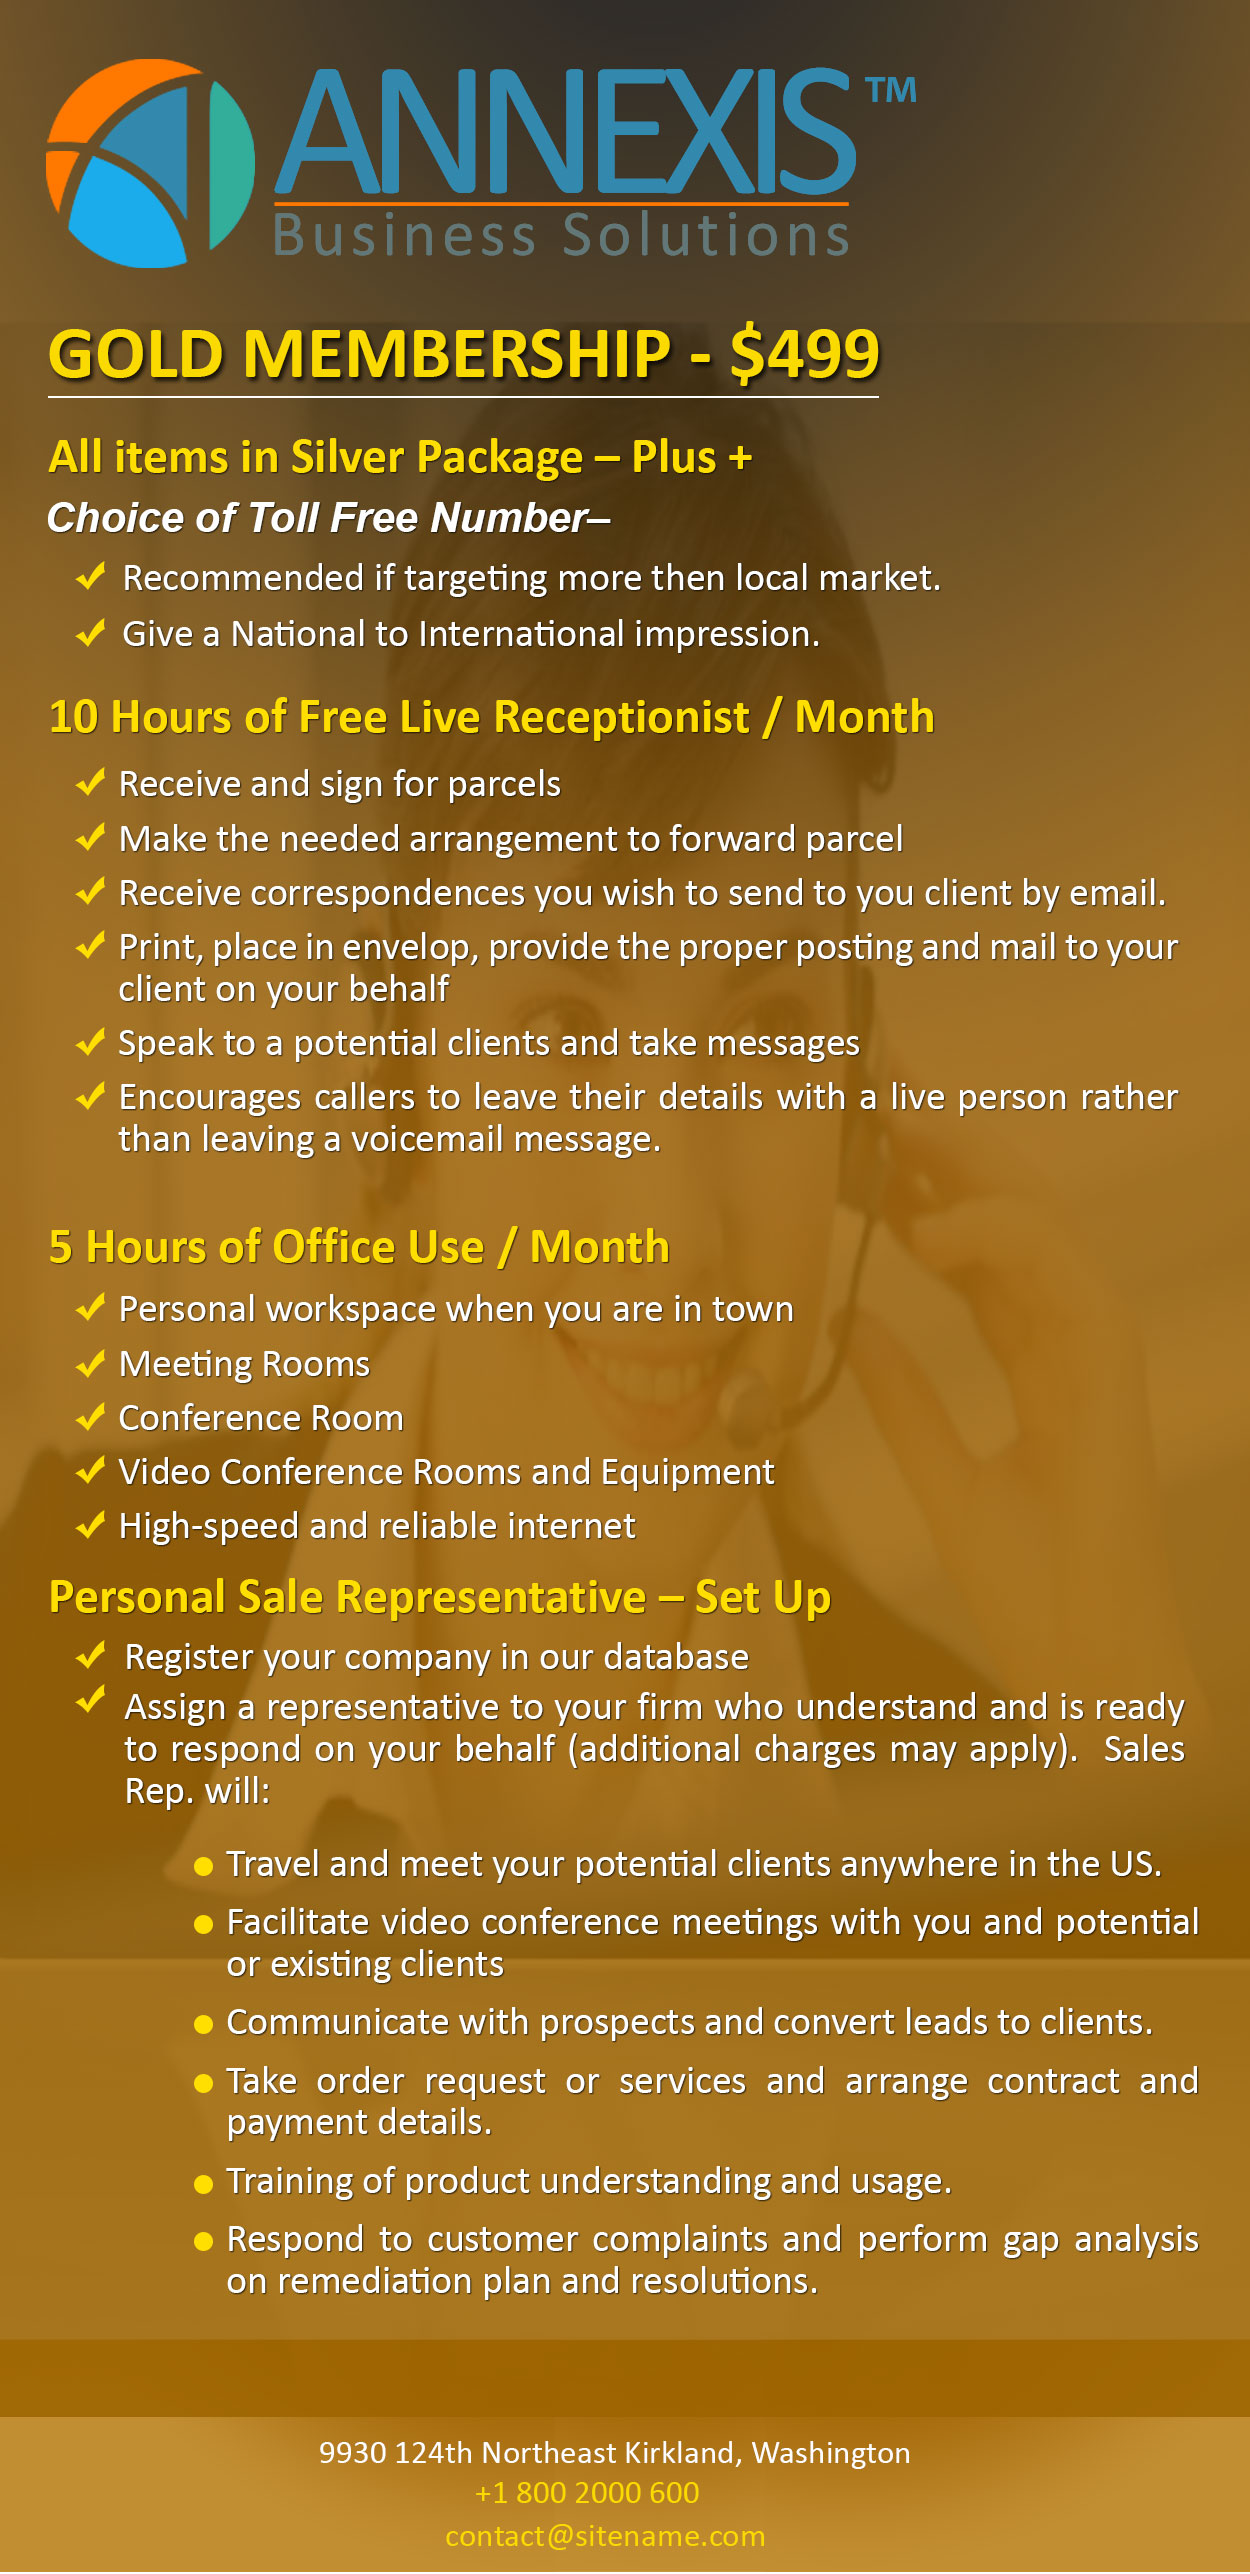 ANNEXIS™
Business Solutions
GOLD MEMBERSHIP - $499
All items in Silver Package – Plus +
Choice of Toll Free Number–
Recommended if targeting more then local market.
Give a National to International impression.
10 Hours of Free Live Receptionist / Month
Receive and sign for parcels
Make the needed arrangement to forward parcel
Receive correspondences you wish to send to you client by email.
Print, place in envelop, provide the proper posting and mail to your
client on your behalf
Speak to a potential clients and take messages
Encourages callers to leave their details with a live person rather
than leaving a voicemail message.
5 Hours of Office Use / Month
Personal workspace when you are in town
Meeting Rooms
Conference Room
Video Conference Rooms and Equipment
High-speed and reliable internet
Personal Sale Representative – Set Up
Register your company in our database
Assign a representative to your firm who understand and is ready
to respond on your behalf (additional charges may apply). Sales
Rep. will:
Travel and meet your potential clients anywhere in the US.
Facilitate video conference meetings with you and potential
or existing clients
Communicate with prospects and convert leads to clients.
Take order request or services and arrange contract and
payment details.
Training of product understanding and usage.
Respond to customer complaints and perform gap analysis
on remediation plan and resolutions.
9930 124th Northeast Kirkland, Washington
+1 800 2000 600
contact@sitename.com